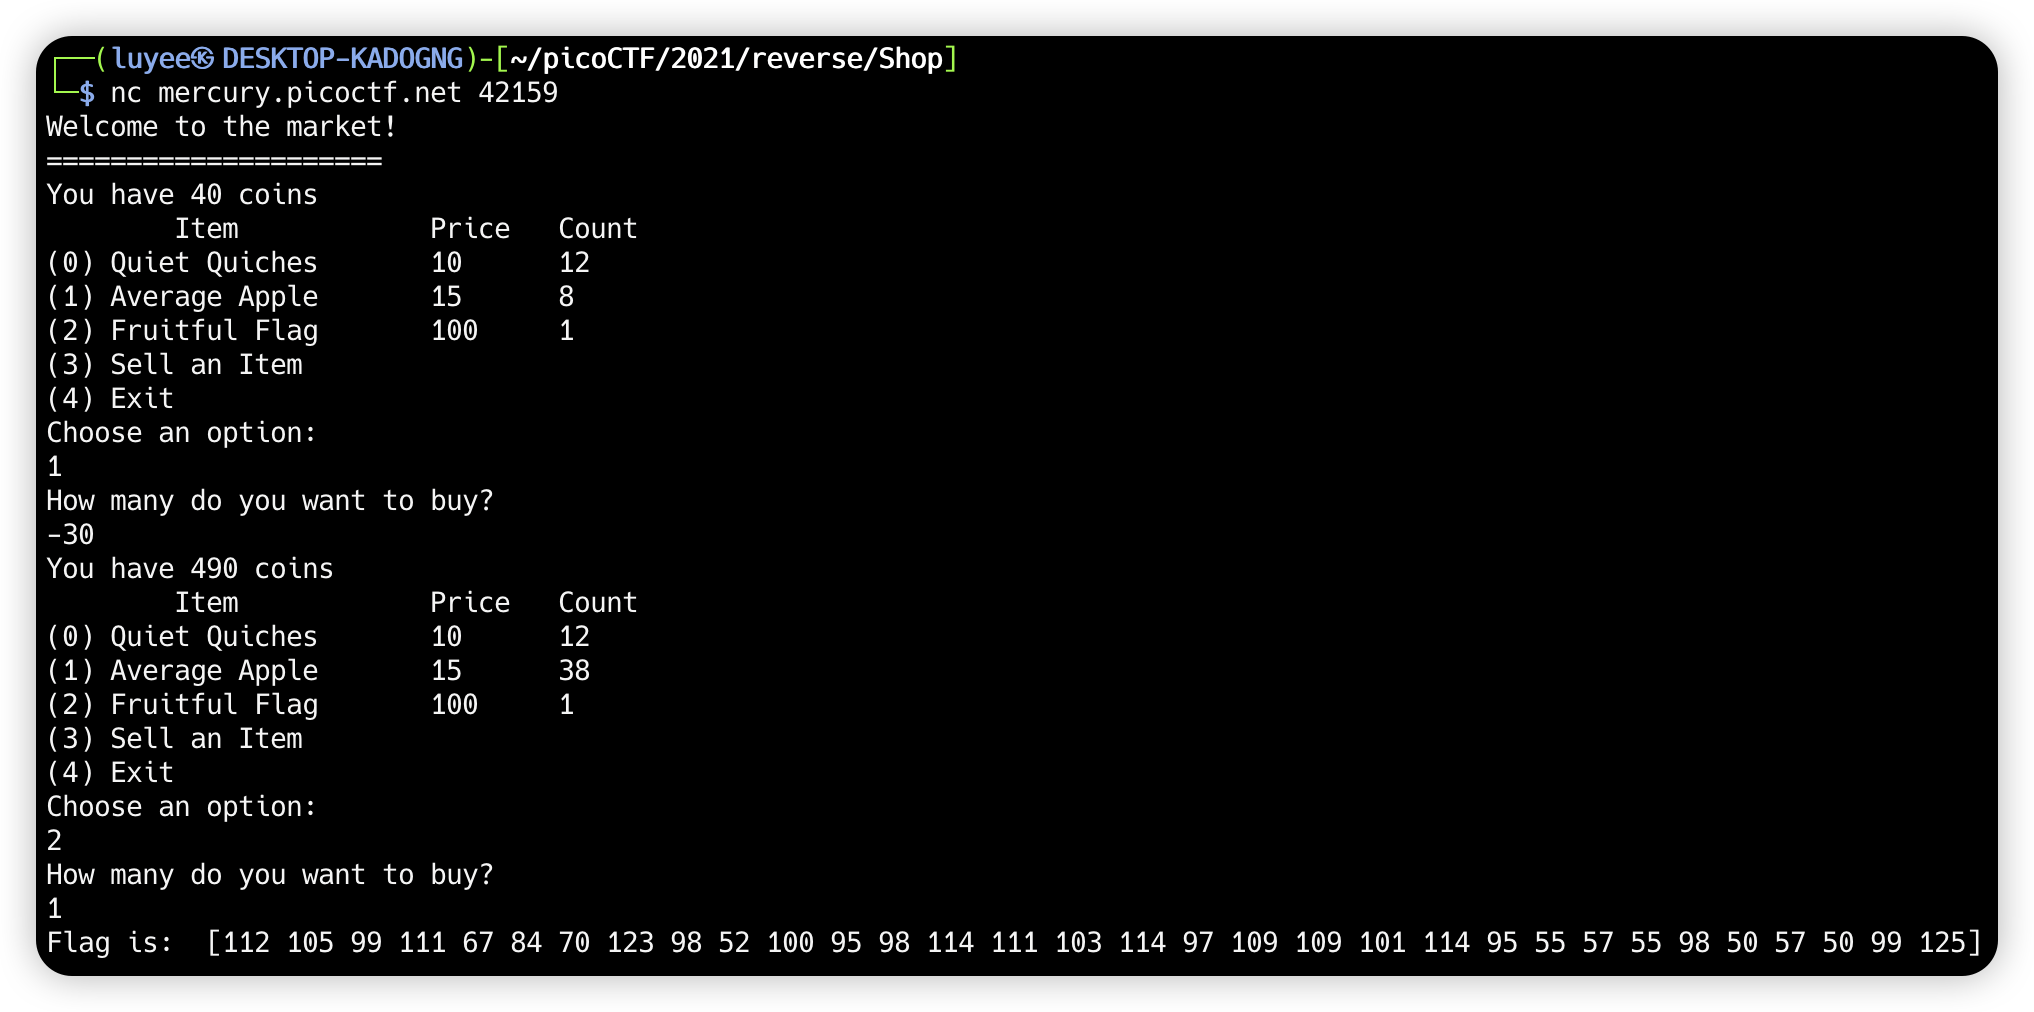 (luyee㉿DESKTOP-KADOGNG)-[~/picoCTF/2021/reverse/Shop]
$ nc mercury.picoctf.net 42159
Welcome to the market!
=====================
You have 40 coins
        Item            Price   Count
(0) Quiet Quiches       10      12
(1) Average Apple       15      8
(2) Fruitful Flag       100     1
(3) Sell an Item
(4) Exit
Choose an option:
1
How many do you want to buy?
-30
You have 490 coins
        Item            Price   Count
(0) Quiet Quiches       10      12
(1) Average Apple       15      38
(2) Fruitful Flag       100     1
(3) Sell an Item
(4) Exit
Choose an option:
2
How many do you want to buy?
1
Flag is:  [112 105 99 111 67 84 70 123 98 52 100 95 98 114 111 103 114 97 109 109 101 114 95 55 57 55 98 50 57 50 99 125]